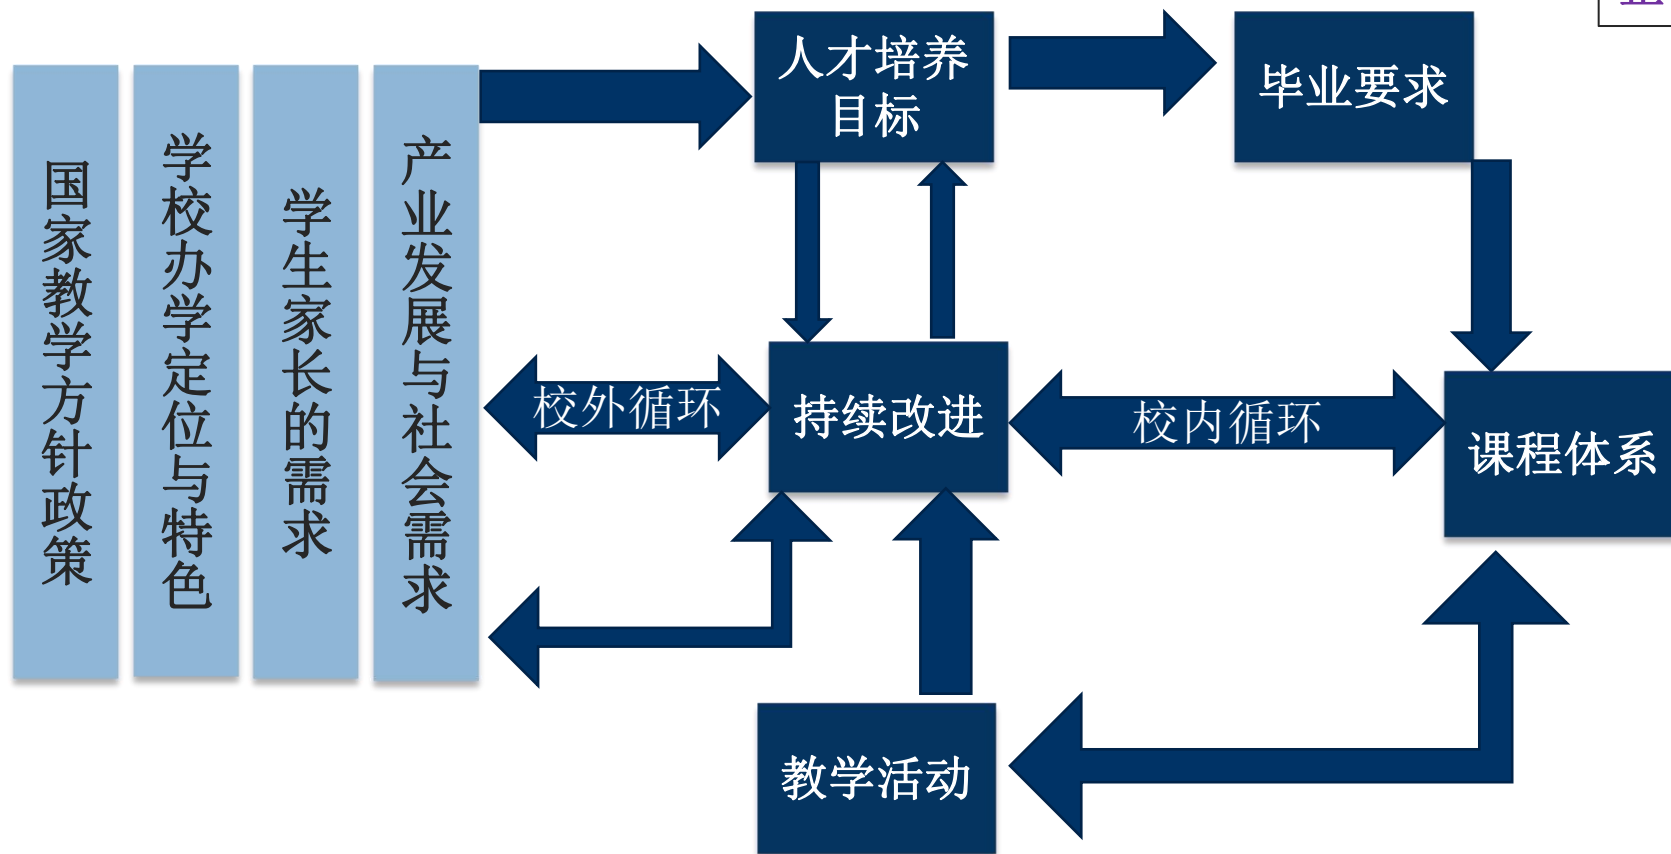 国家教学方针政策
学校办学定位与特色
学生家长的需求
产业发展与社会需求
人才培养
目标
毕业要求
校外循环
持续改进
校内循环
课程体系
教学活动